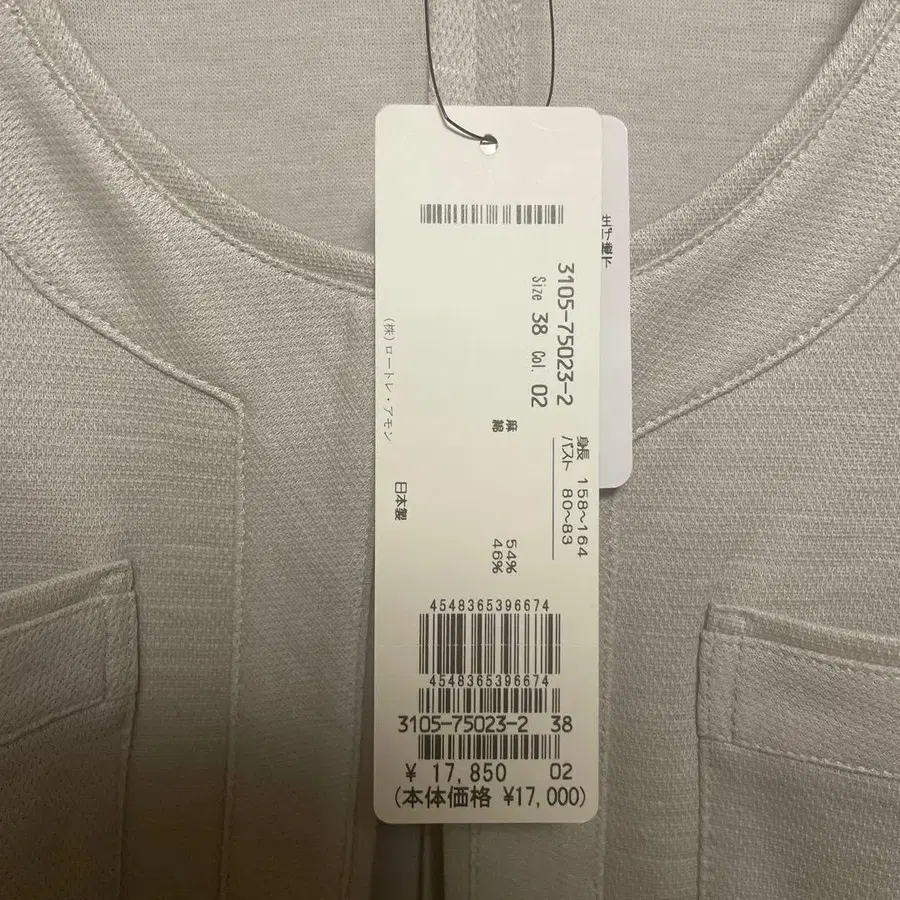 3105-75023-2
Size 38 Col. 02
身長 158~164
バスト 80~83
麻 54%
綿 46%
(株)ロートレ・アモン
日本製
4548365396674
4548365396674
3105-75023-2 38
¥ 17,850 02
(本体価格 ¥17,000)